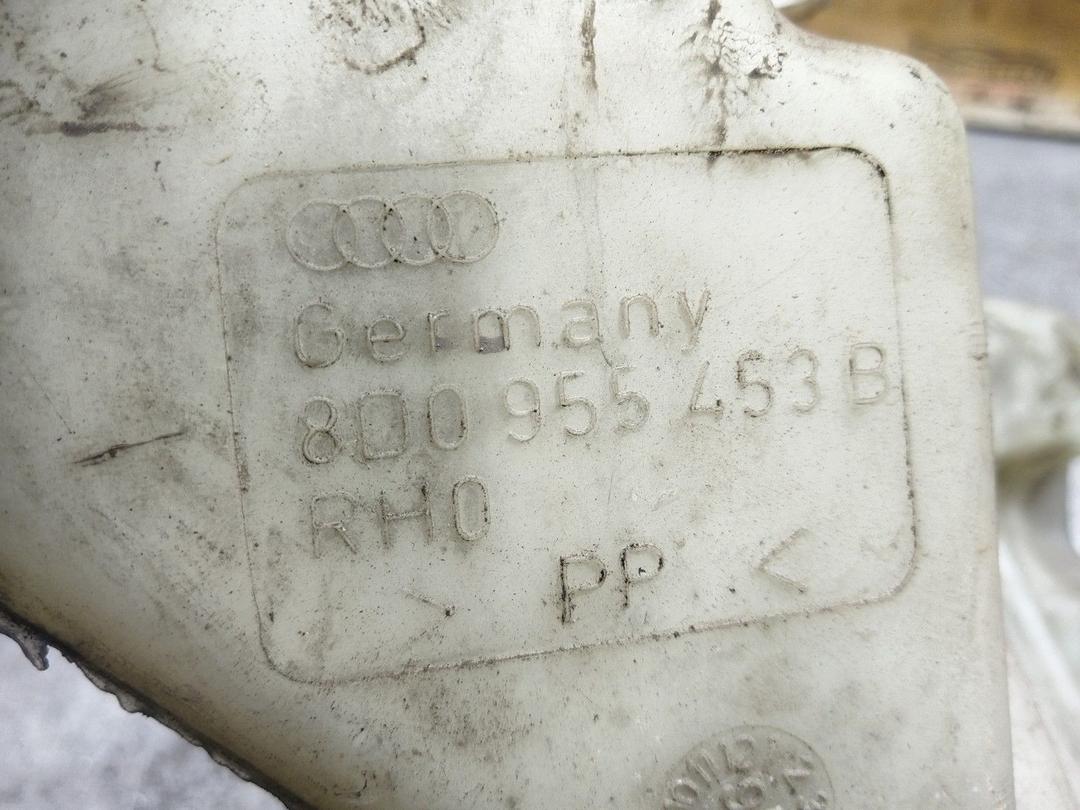 Germany
8D0 955 453 B
RH0
> PP <